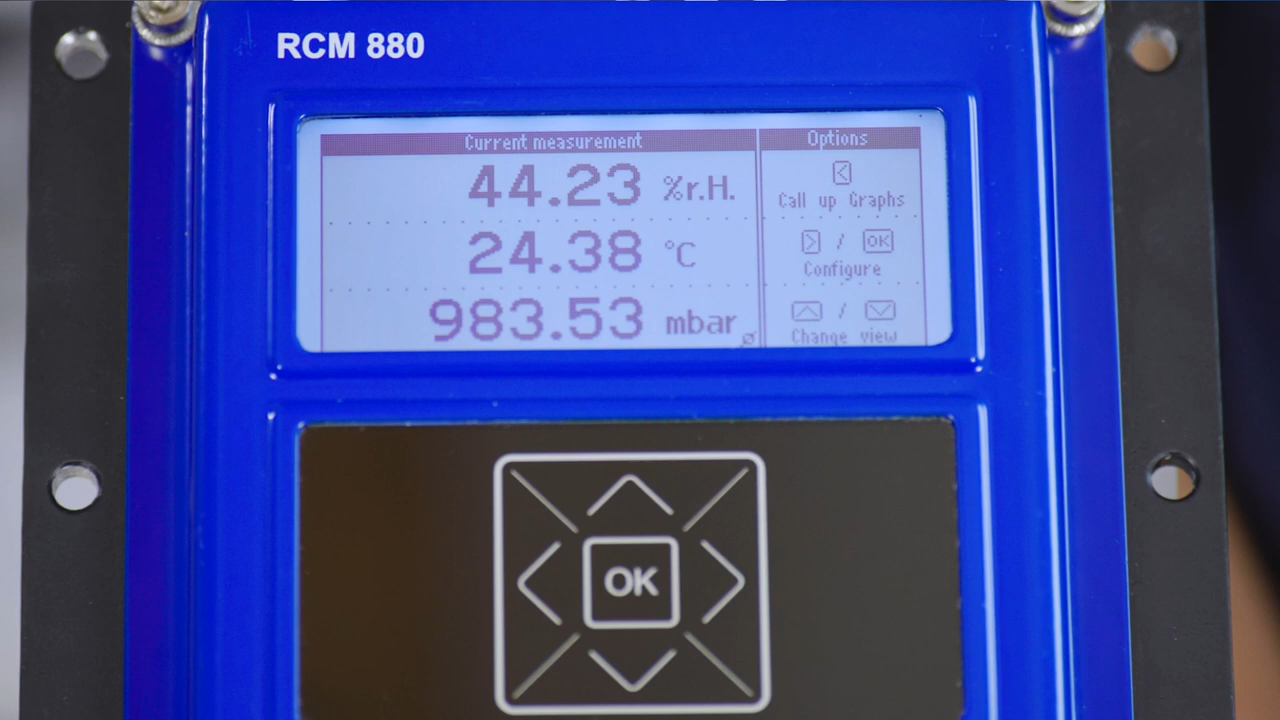 RCM 880
Current measurement
44.23 %r.H.
24.38 °C
983.53 mbar
Options
<
Call up Graphs
> / OK
Configure
/
Change view
OK